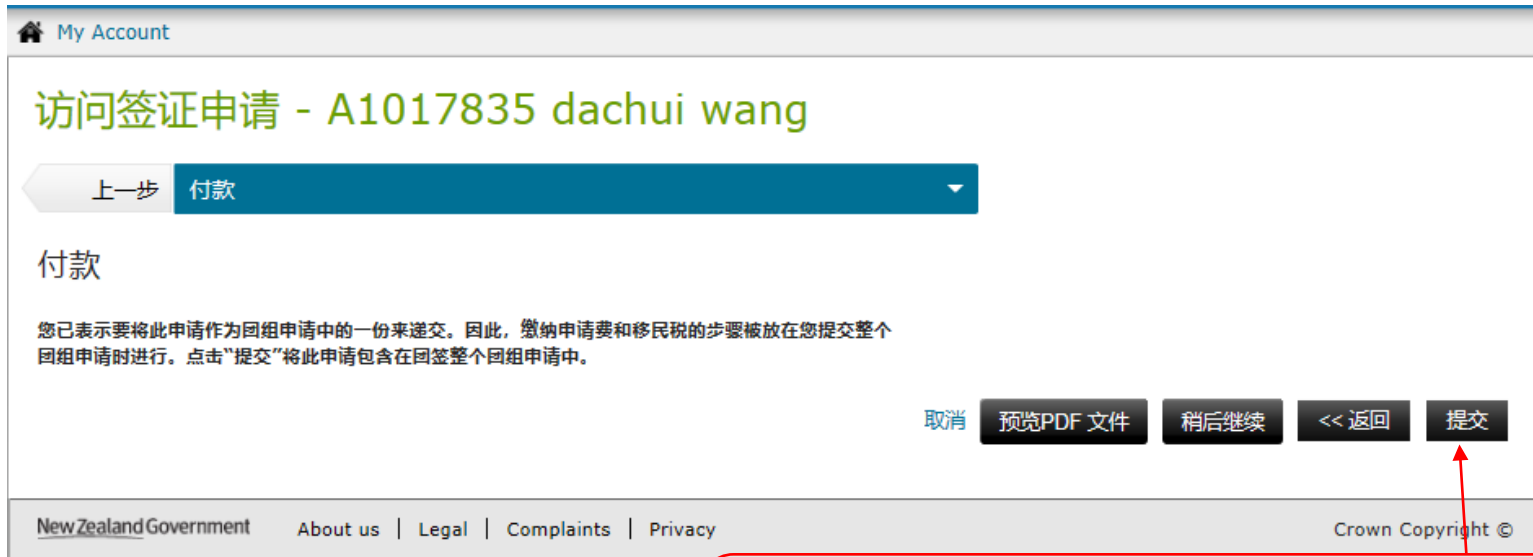 My Account
访问签证申请 - A1017835 dachui wang
上一步 付款
付款
您已表示要将此申请作为团组申请中的一份来递交。因此，缴纳申请费和移民税的步骤被放在您提交整个
团组申请时进行。点击“提交”将此申请包含在团签整个团组申请中。
取消 预览PDF 文件 稍后继续 << 返回 提交
New Zealand Government About us | Legal | Complaints | Privacy Crown Copyright ©